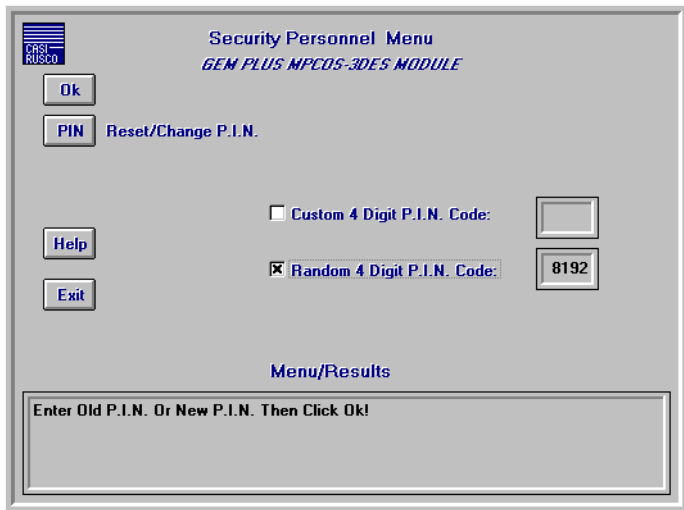 CASI
RUSCO
Security Personnel Menu
GEM PLUS MPCOS-3DES MODULE
Ok
PIN Reset/Change P.I.N.
Custom 4 Digit P.I.N. Code:
Help
Random 4 Digit P.I.N. Code: 8192
Exit
Menu/Results
Enter Old P.I.N. Or New P.I.N. Then Click Ok!